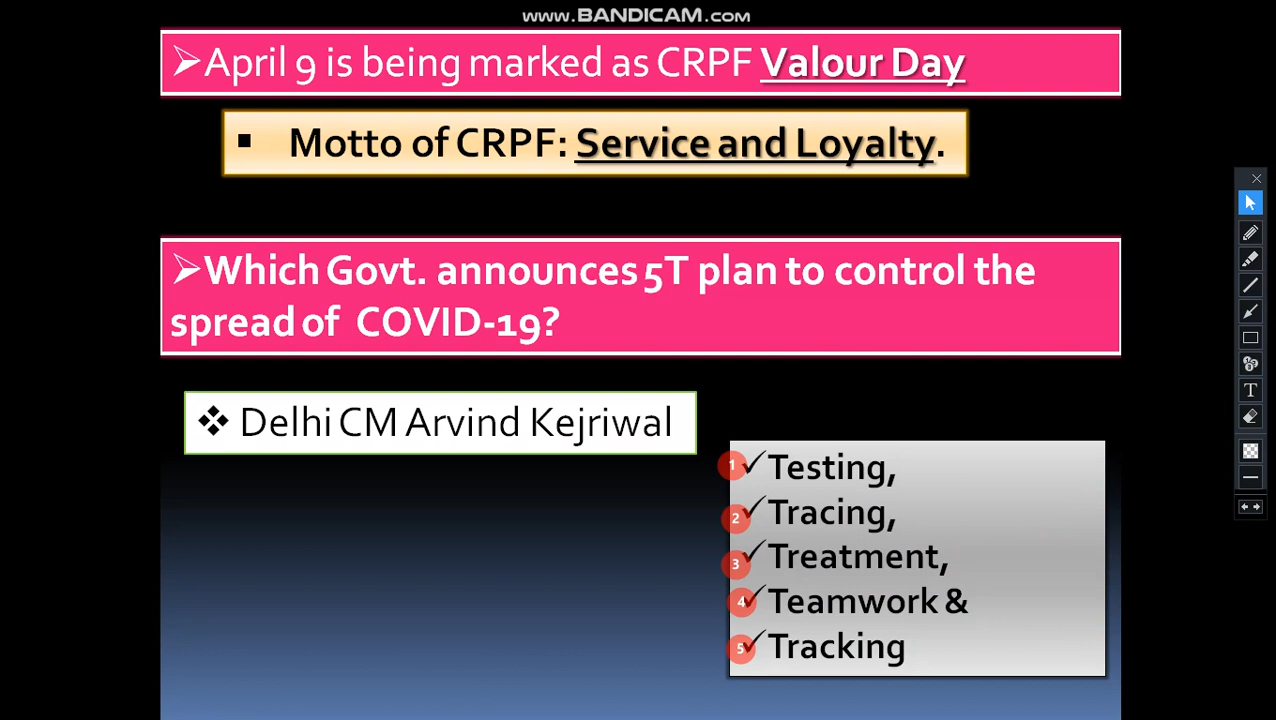 www.BANDICAM.com
➢April 9 is being marked as CRPF Valour Day
▪ Motto of CRPF: Service and Loyalty.
➢Which Govt. announces 5T plan to control the
spread of COVID-19?
❖ Delhi CM Arvind Kejriwal
1 ✓Testing,
2 ✓Tracing,
3 ✓Treatment,
4 ✓Teamwork &
5 ✓Tracking